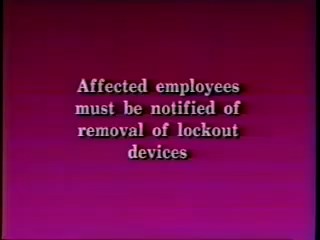 Affected employees
must be notified of
removal of lockout
devices